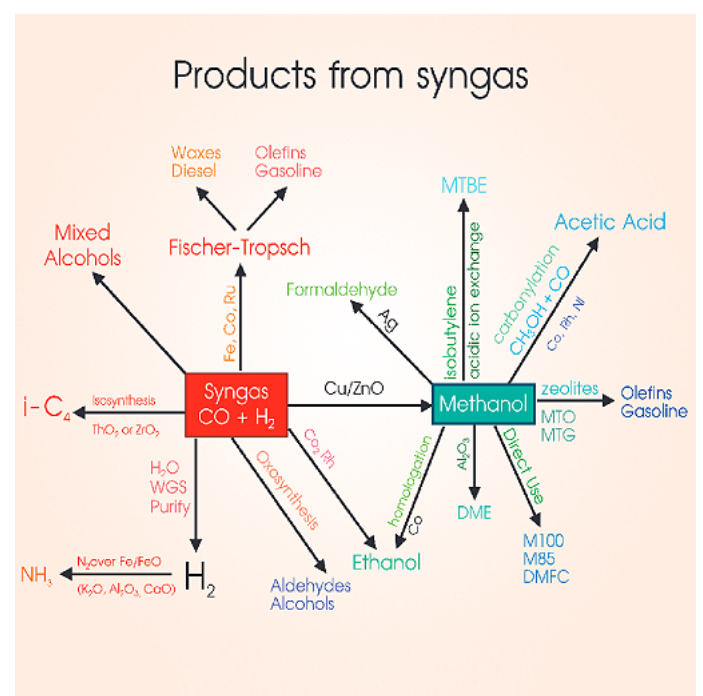 Products from syngas
Waxes
Diesel
Olefins
Gasoline
Fischer-Tropsch
Mixed
Alcohols
Fe, Co, Ru
MTBE
isobutylene
acidic ion exchange
Acetic Acid
carbonylation
CH₃OH + CO
Co, Rh, Ni
Formaldehyde
Ag
Syngas
CO + H₂
Cu/ZnO
Methanol
zeolites
MTO
MTG
Olefins
Gasoline
i-C₄
Isosynthesis
ThO₂ or ZrO₂
H₂O
WGS
Purify
Oxosynthesis
Co₂ Rh
homologation
Co
Al₂O₃
DME
Direct Use
M100
M85
DMFC
Ethanol
Aldehydes
Alcohols
H₂
N₂over Fe/FeO
(K₂O, Al₂O₃, CaO)
NH₃